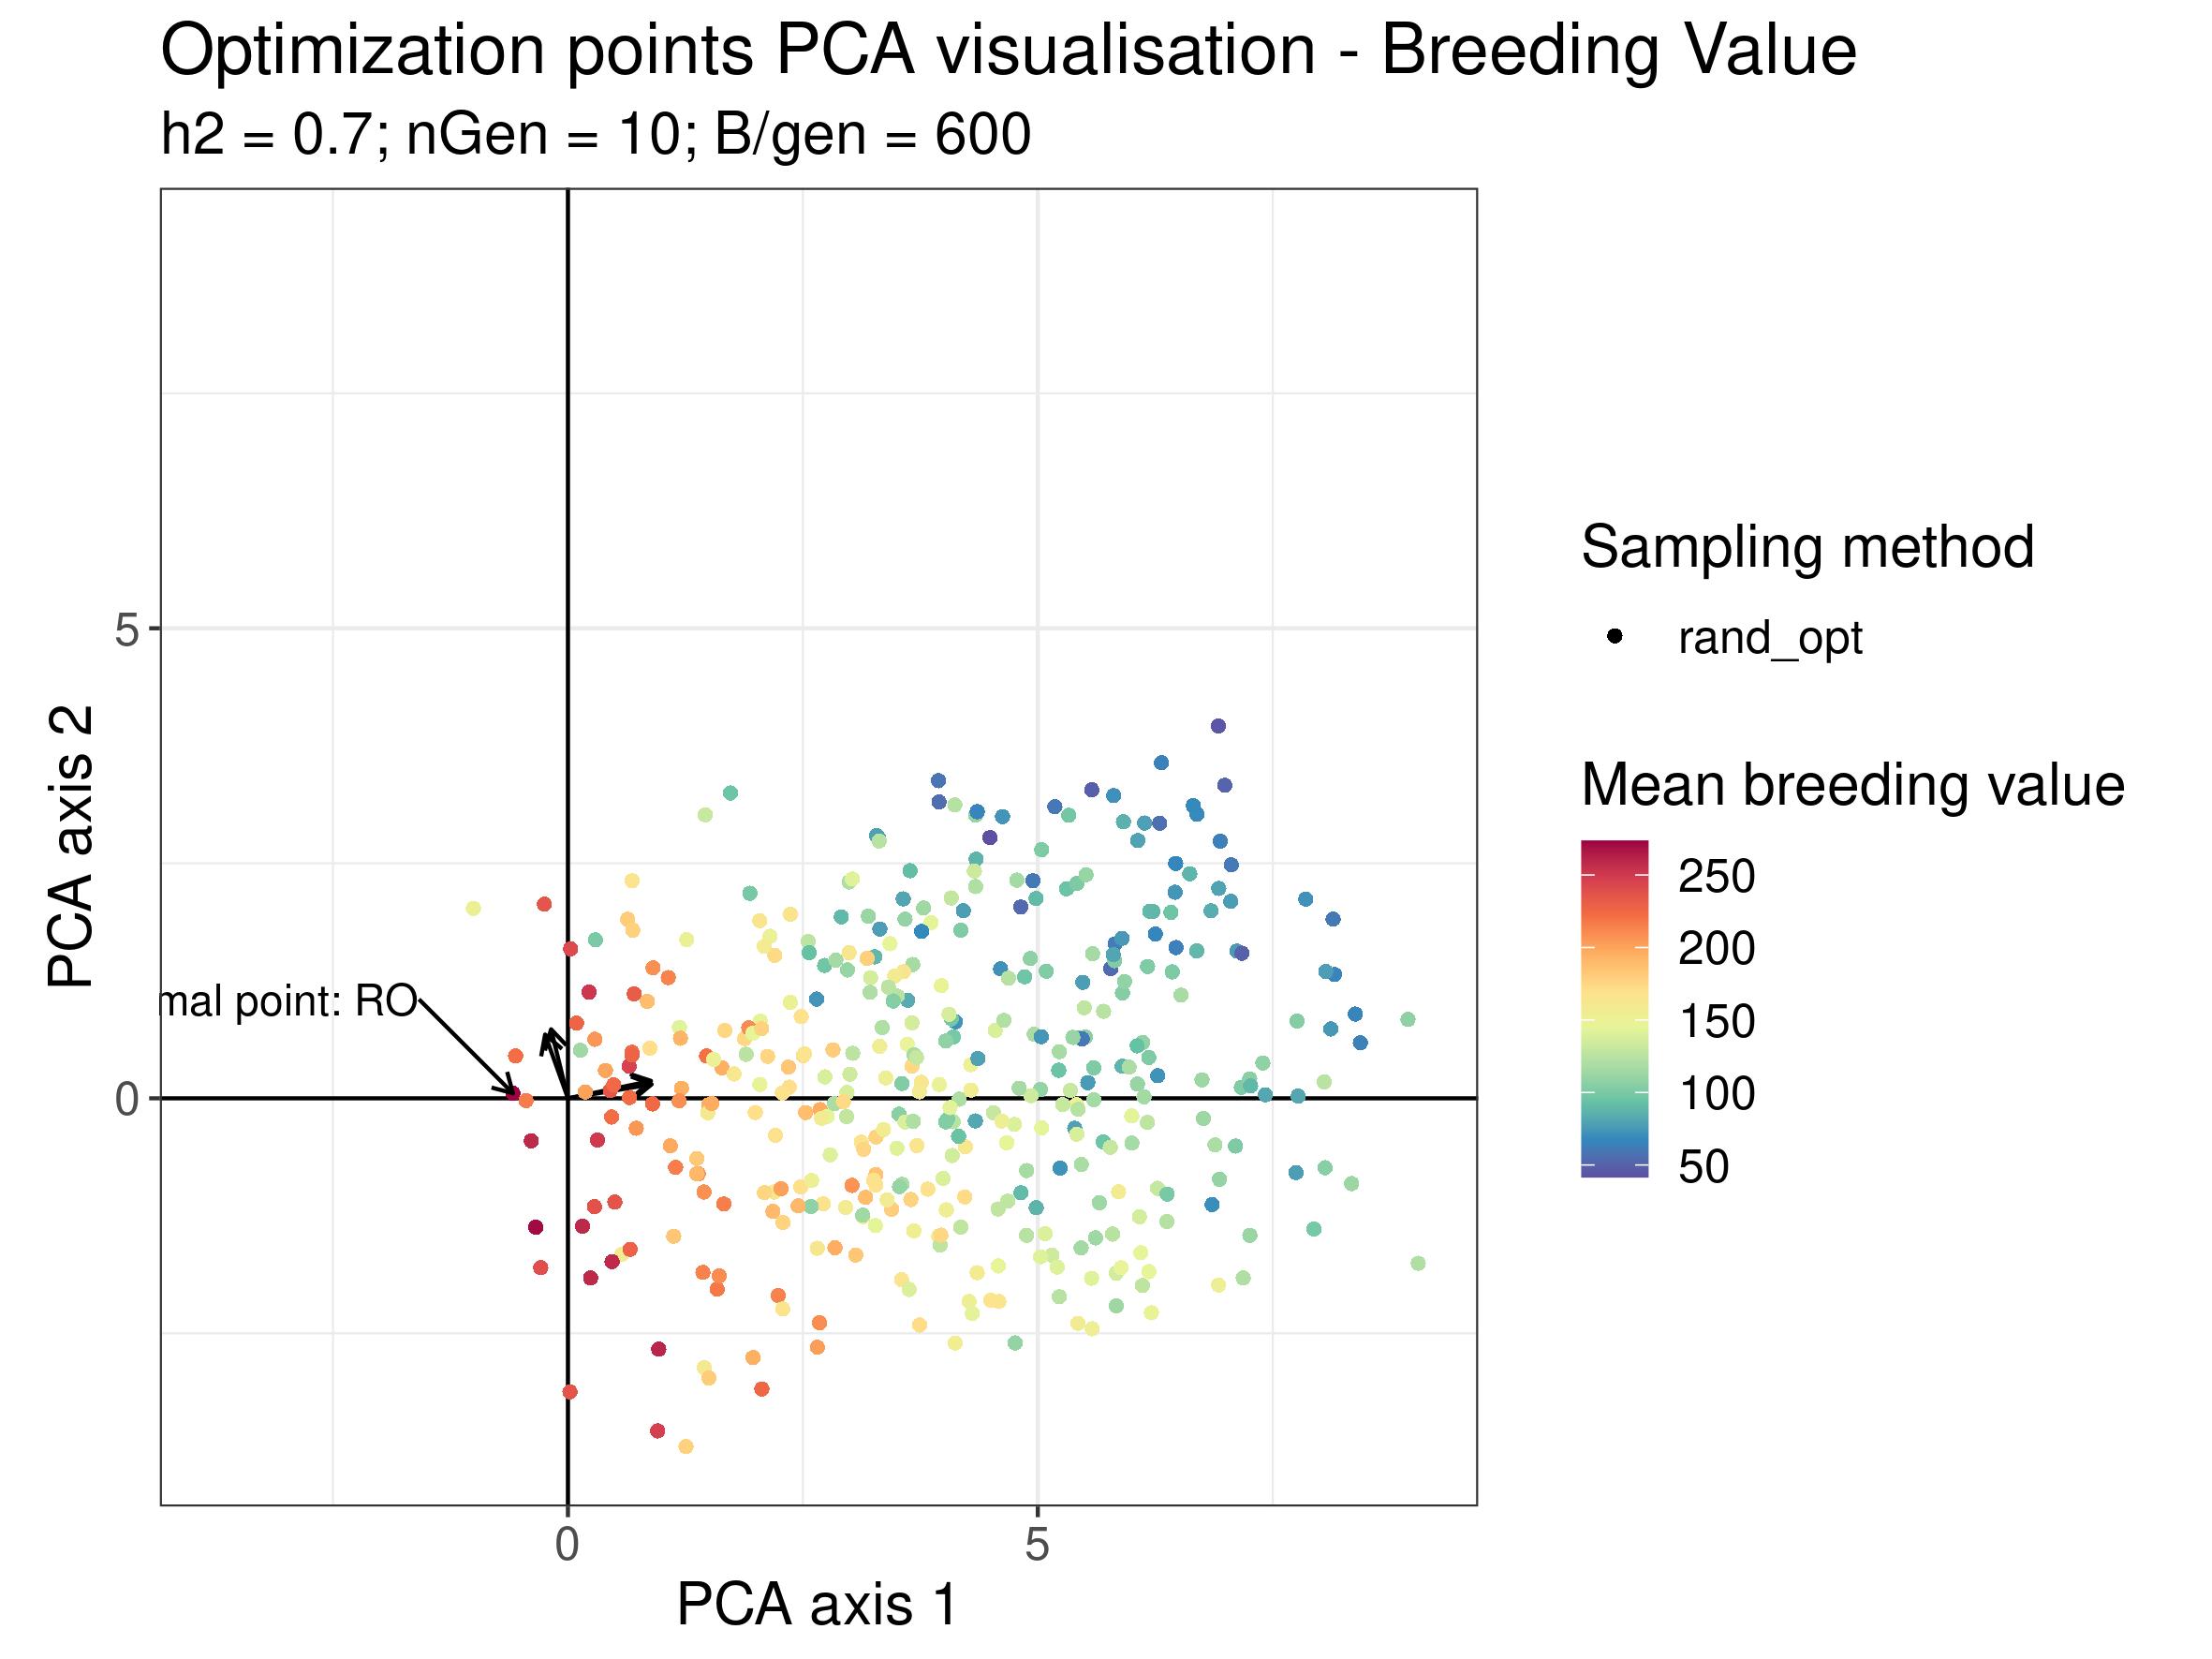 Optimization points PCA visualisation - Breeding Value
h2 = 0.7; nGen = 10; B/gen = 600
PCA axis 2
5
0
mal point: RO
0
5
PCA axis 1
Sampling method
rand_opt
Mean breeding value
250
200
150
100
50